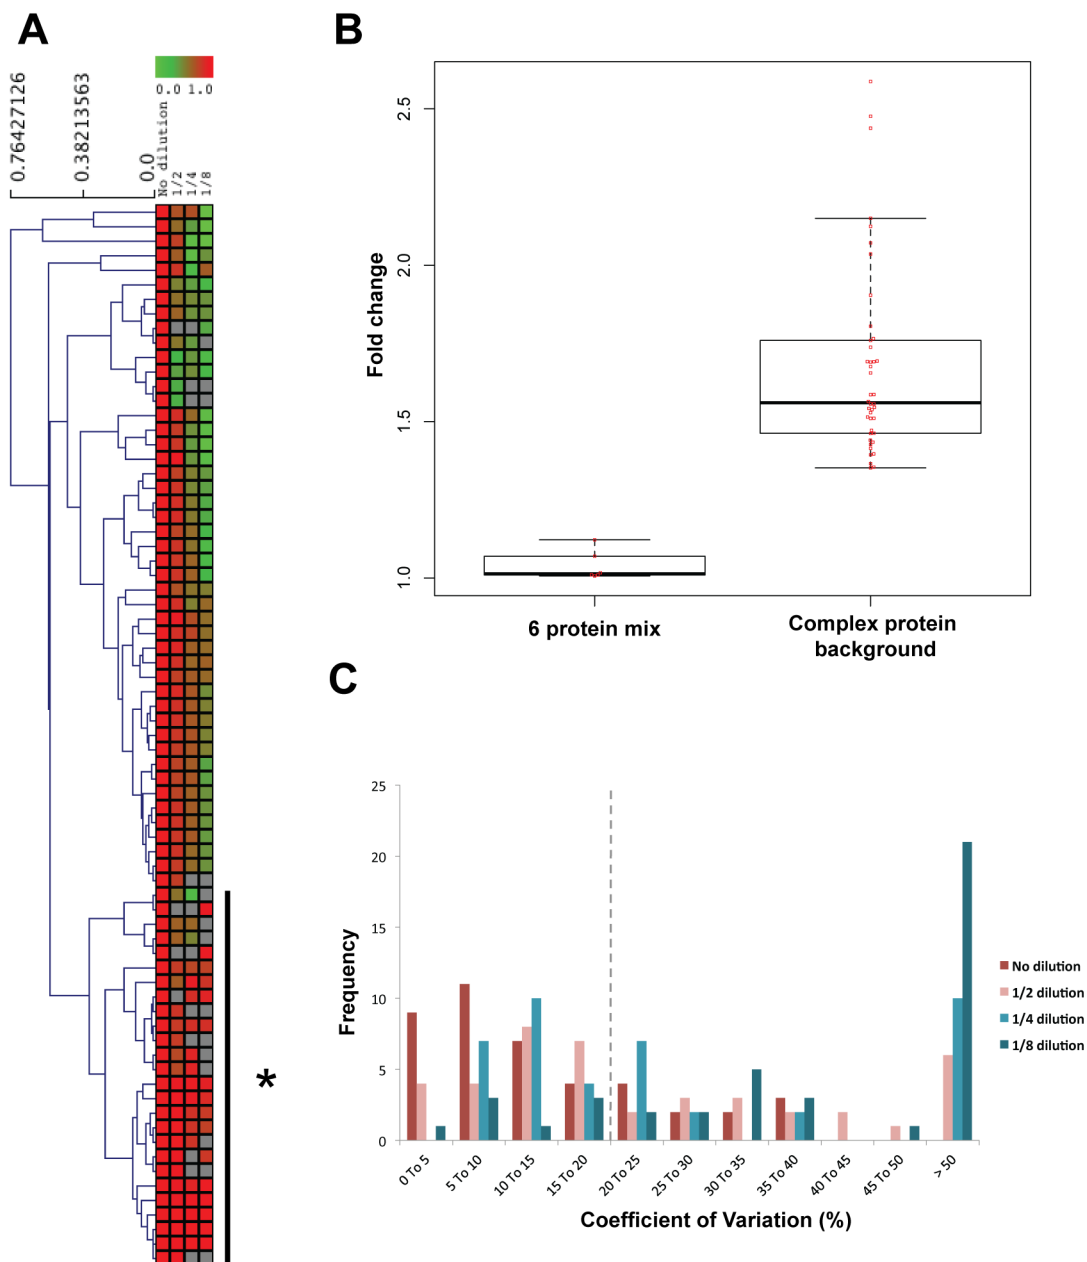 A
0.76427126
0.38213563
0.0
0.0 1.0
No dilution
1/2
1/4
1/8
*
B
Fold change
2.5
2.0
1.5
1.0
6 protein mix
Complex protein
background
C
Frequency
25
20
15
10
5
0
0 To 5
5 To 10
10 To 15
15 To 20
20 To 25
25 To 30
30 To 35
35 To 40
40 To 45
45 To 50
> 50
Coefficient of Variation (%)
No dilution
1/2 dilution
1/4 dilution
1/8 dilution